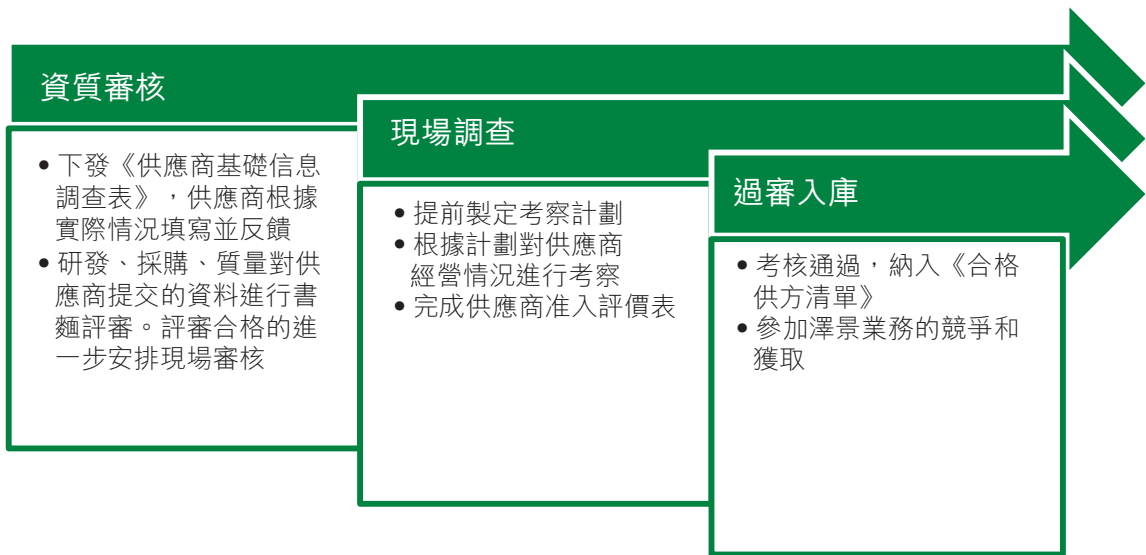 資質審核
• 下發《供應商基礎信息
調查表》，供應商根據
實際情況填寫並反饋
• 研發、採購、質量對供
應商提交的資料進行書
麵評審。評審合格的進
一步安排現場審核
現場調查
• 提前製定考察計劃
• 根據計劃對供應商
經營情況進行考察
• 完成供應商准入評價表
過審入庫
• 考核通過，納入《合格
供方清單》
• 參加澤景業務的競爭和
獲取